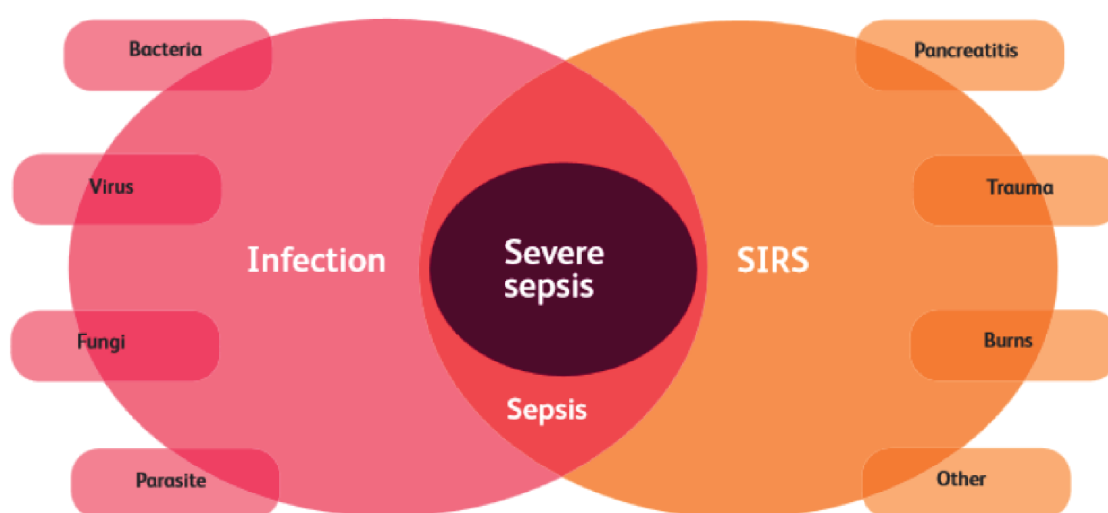 Bacteria
Pancreatitis
Virus
Trauma
Infection
Severe
sepsis
SIRS
Fungi
Burns
Sepsis
Parasite
Other